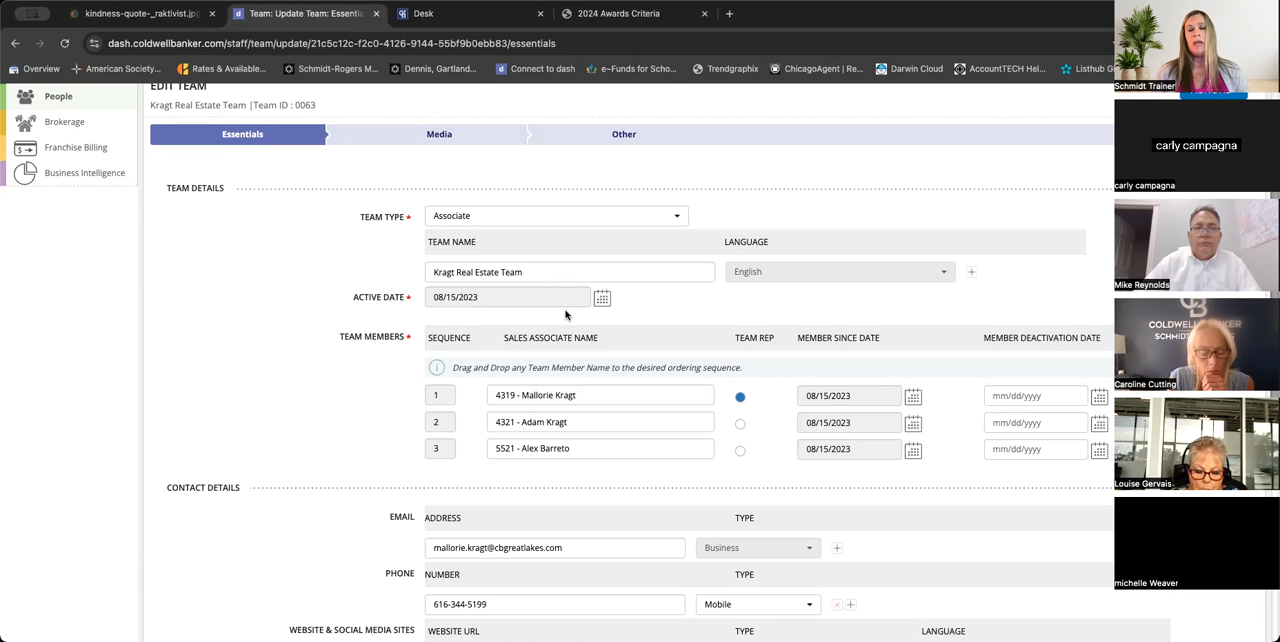 kindness-quote-_raktivist.jpg
Team: Update Team: Essentia
Desk
2024 Awards Criteria
dash.coldwellbanker.com/staff/team/update/21c5c12c-f2c0-4126-9144-55bf9b0ebb83/essentials
Overview
American Society...
Rates & Available...
Schmidt-Rogers M...
Dennis, Gartland...
Connect to dash
e~Funds for Scho...
Trendgraphix
ChicagoAgent | Re...
Darwin Cloud
AccountTECH Hel...
Listhub
People
Brokerage
Franchise Billing
Business Intelligence
EDIT TEAM
Kragt Real Estate Team |Team ID : 0063
Essentials
Media
Other
TEAM DETAILS
TEAM TYPE *
Associate
TEAM NAME
LANGUAGE
Kragt Real Estate Team
English
ACTIVE DATE *
08/15/2023
TEAM MEMBERS *
SEQUENCE
SALES ASSOCIATE NAME
TEAM REP
MEMBER SINCE DATE
MEMBER DEACTIVATION DATE
Drag and Drop any Team Member Name to the desired ordering sequence.
1
4319 - Mallorie Kragt
08/15/2023
mm/dd/yyyy
2
4321 - Adam Kragt
08/15/2023
mm/dd/yyyy
3
5521 - Alex Barreto
08/15/2023
mm/dd/yyyy
CONTACT DETAILS
EMAIL
ADDRESS
TYPE
mallorie.kragt@cbgreatlakes.com
Business
PHONE
NUMBER
TYPE
616-344-5199
Mobile
WEBSITE & SOCIAL MEDIA SITES
WEBSITE URL
TYPE
LANGUAGE
Schmidt Trainer
carly campagna
carly campagna
Mike Reynolds
COLDWELL BANKER
Caroline Cutting
Louise Gervais
michelle Weaver